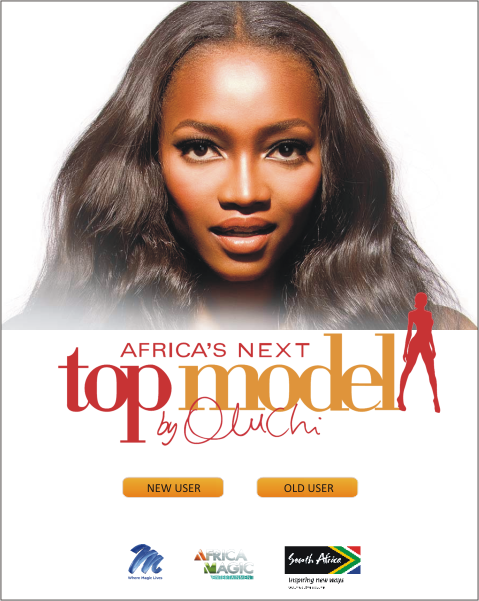 AFRICA'S NEXT
top model
by Oluchi
NEW USER
OLD USER
M
Where Magic Lives
AFRICA
MAGIC
ENTERTAINMENT
South Africa
Inspiring new ways